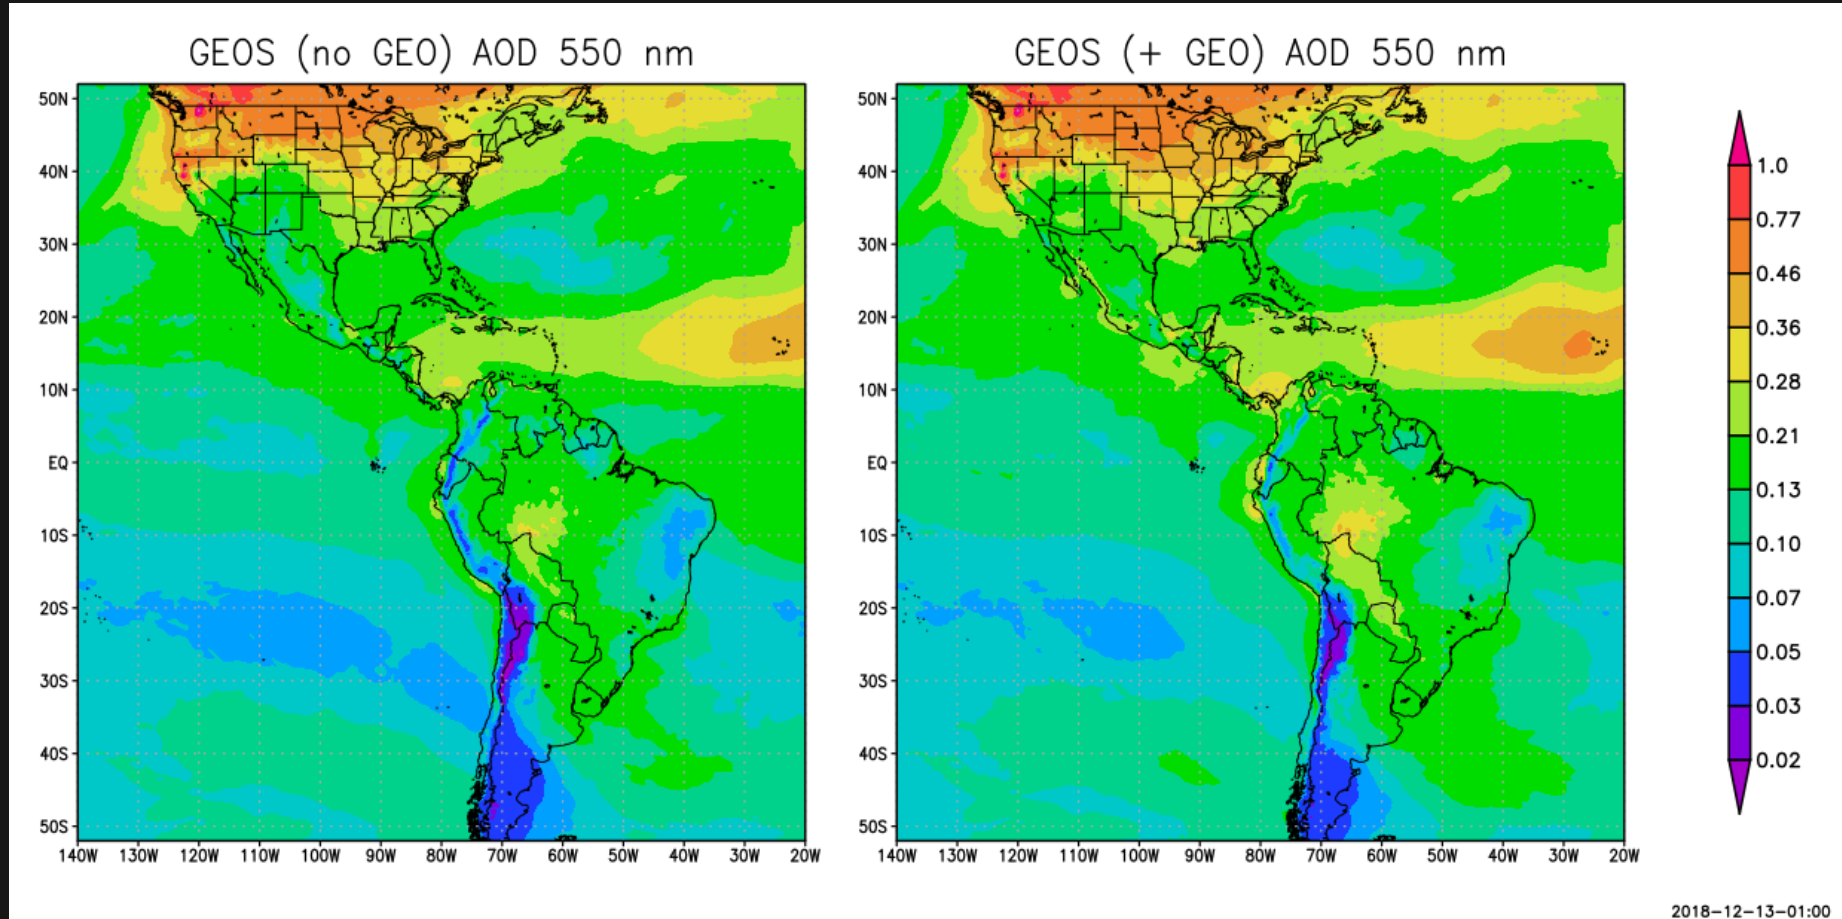 GEOS (no GEO) AOD 550 nm
50N
40N
30N
20N
10N
EQ
10S
20S
30S
40S
50S
140W 130W 120W 110W 100W 90W 80W 70W 60W 50W 40W 30W 20W
GEOS (+ GEO) AOD 550 nm
50N
40N
30N
20N
10N
EQ
10S
20S
30S
40S
50S
140W 130W 120W 110W 100W 90W 80W 70W 60W 50W 40W 30W 20W
1.0
0.77
0.46
0.36
0.28
0.21
0.13
0.10
0.07
0.05
0.03
0.02
2018-12-13-01:00